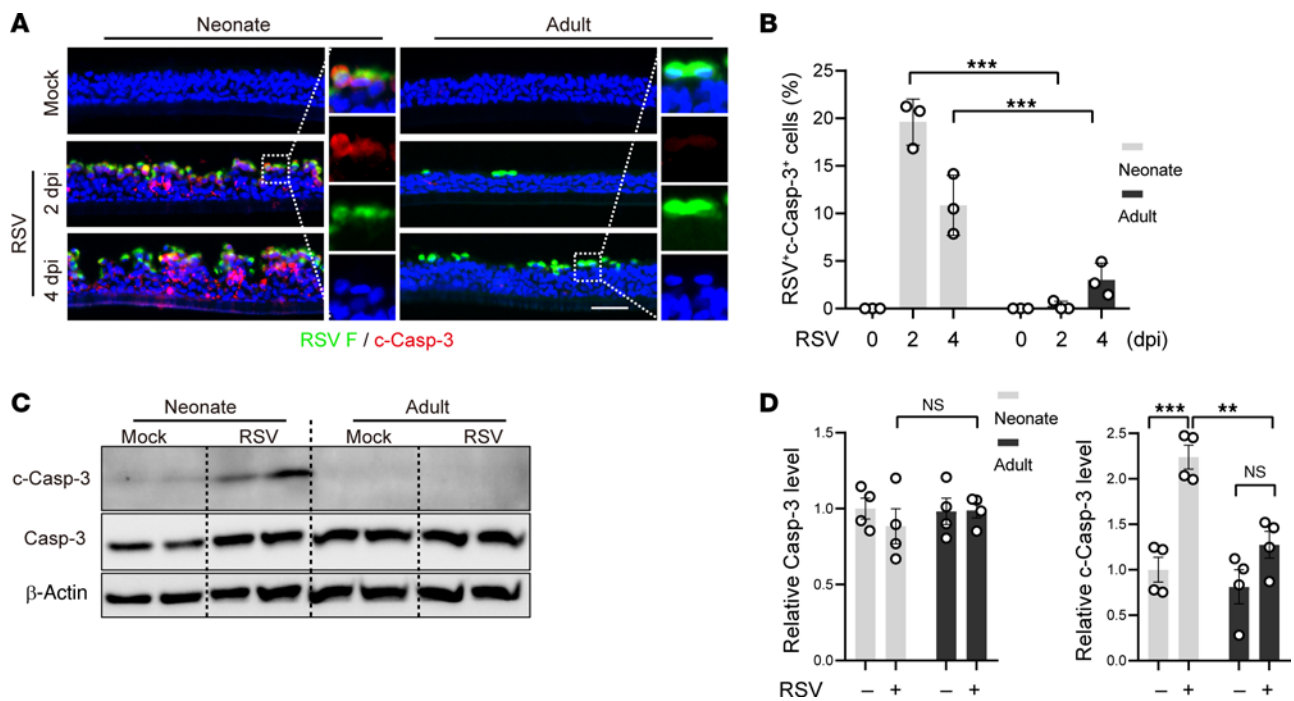 A
Neonate
Adult
Mock
RSV
2 dpi
4 dpi
RSV F / c-Casp-3
B
RSV⁺c-Casp-3⁺ cells (%)
25
20
15
10
5
0
***
***
Neonate
Adult
RSV 0 2 4 0 2 4 (dpi)
C
Neonate Adult
Mock RSV Mock RSV
c-Casp-3
Casp-3
β-Actin
D
Relative Casp-3 level
1.5
1.0
0.5
0.0
NS
Neonate
Adult
RSV – + – +
Relative c-Casp-3 level
2.5
2.0
1.5
1.0
0.5
0.0
*** **
NS
– + – +